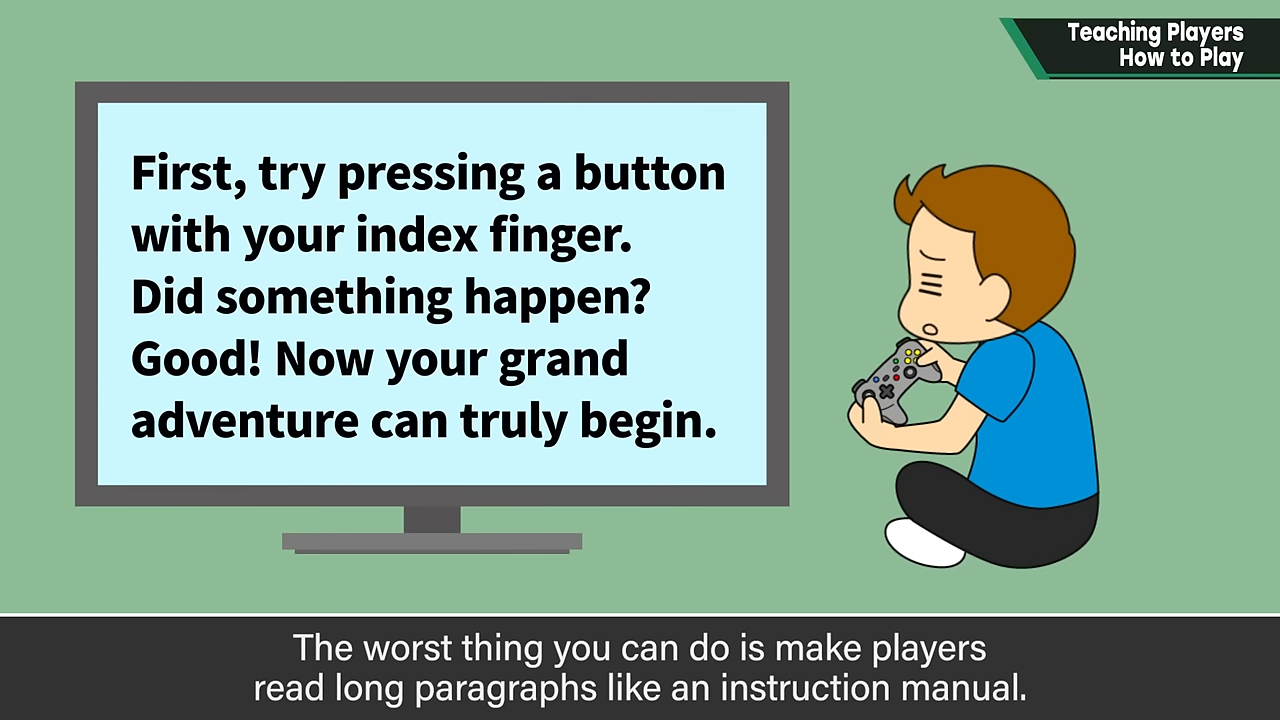 Teaching Players
How to Play
First, try pressing a button
with your index finger.
Did something happen?
Good! Now your grand
adventure can truly begin.
The worst thing you can do is make players
read long paragraphs like an instruction manual.